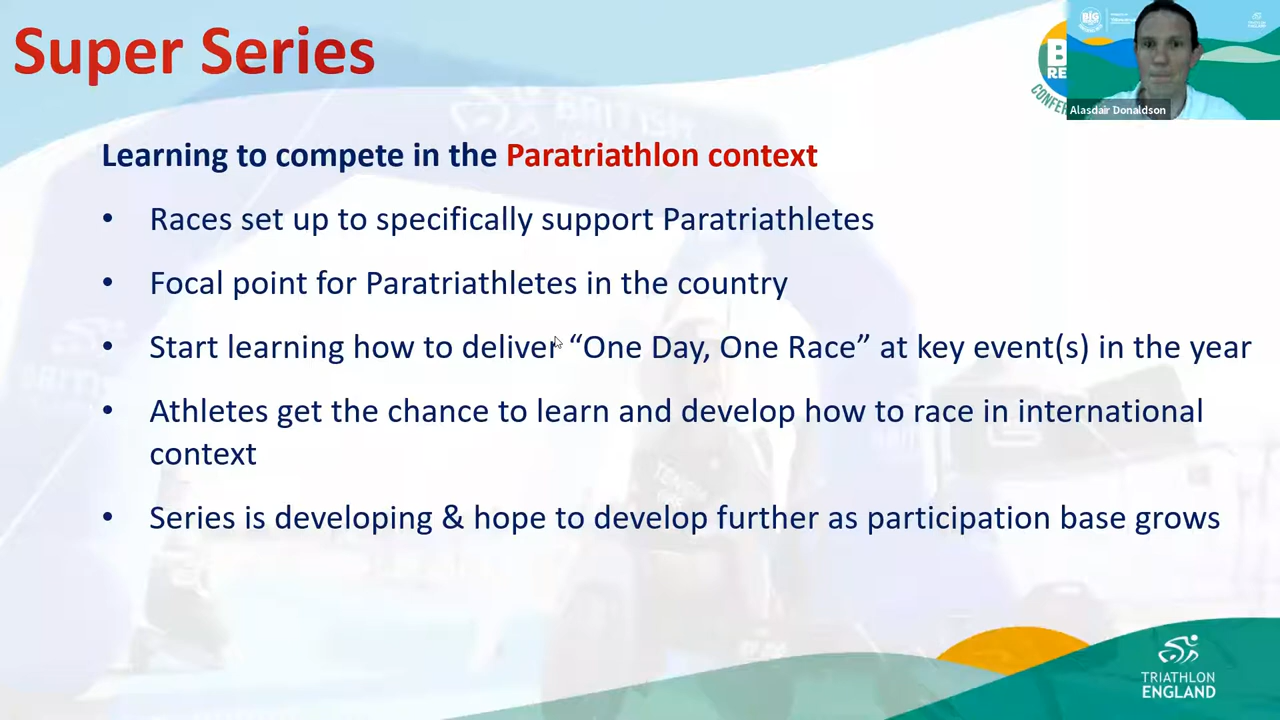 Super Series
Alasdair Donaldson
Learning to compete in the Paratriathlon context
• Races set up to specifically support Paratriathletes
• Focal point for Paratriathletes in the country
• Start learning how to deliver “One Day, One Race” at key event(s) in the year
• Athletes get the chance to learn and develop how to race in international
context
• Series is developing & hope to develop further as participation base grows
TRIATHLON
ENGLAND